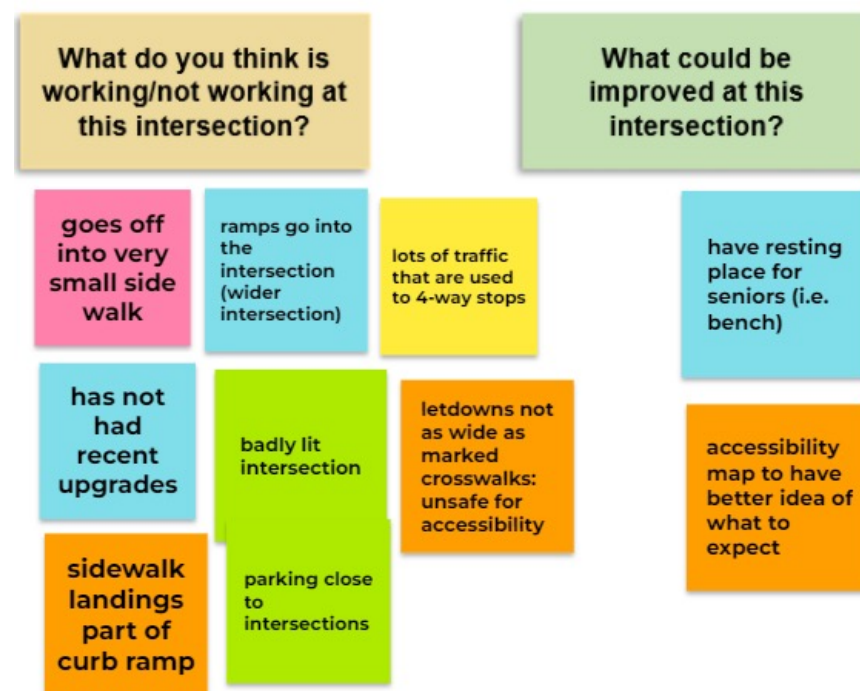 What do you think is
working/not working at
this intersection?
What could be
improved at this
intersection?
goes off
into very
small side
walk
ramps go into
the
intersection
(wider
intersection)
lots of traffic
that are used
to 4-way stops
have resting
place for
seniors (i.e.
bench)
has not
had
recent
upgrades
badly lit
intersection
letdowns not
as wide as
marked
crosswalks:
unsafe for
accessibility
accessibility
map to have
better idea of
what to
expect
sidewalk
landings
part of
curb ramp
parking close
to
intersections